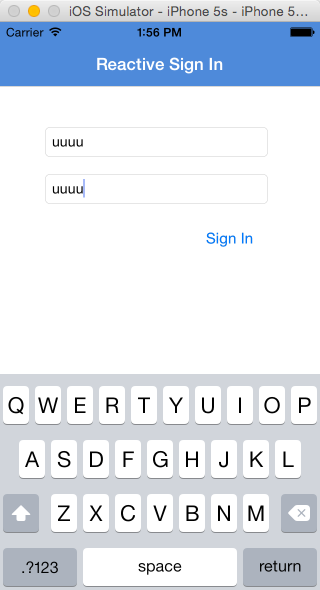 iOS Simulator - iPhone 5s - iPhone 5...
Carrier 1:56 PM
Reactive Sign In
uuuu
uuuu
Sign In
Q W E R T Y U I O P
A S D F G H J K L
Z X C V B N M
.?123 space return